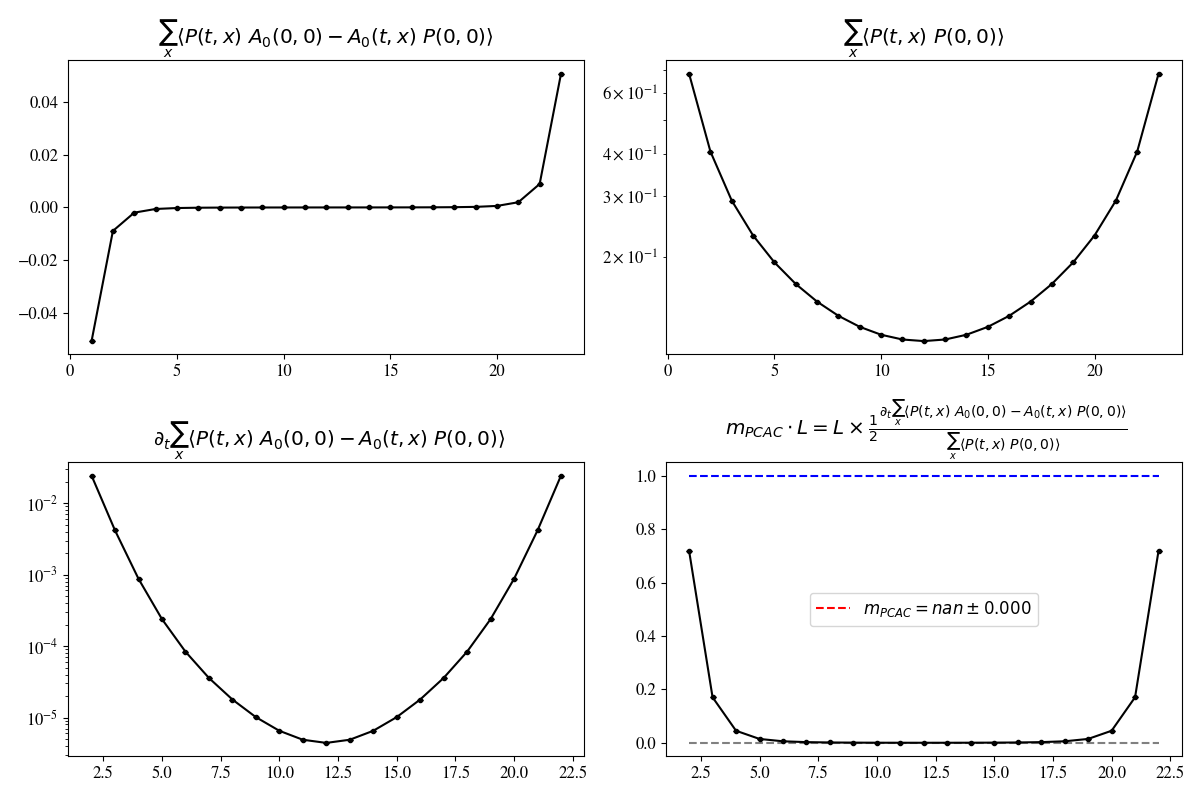 ∑ₓ⟨P(t, x) A₀(0, 0) − A₀(t, x) P(0, 0)⟩
0.04
0.02
0.00
−0.02
−0.04
0 5 10 15 20
∑ₓ⟨P(t, x) P(0, 0)⟩
6 × 10⁻¹
4 × 10⁻¹
3 × 10⁻¹
2 × 10⁻¹
0 5 10 15 20
∂ₜ∑ₓ⟨P(t, x) A₀(0, 0) − A₀(t, x) P(0, 0)⟩
10⁻²
10⁻³
10⁻⁴
10⁻⁵
2.5 5.0 7.5 10.0 12.5 15.0 17.5 20.0 22.5
m_PCAC · L = L × ½ ∂ₜ∑ₓ⟨P(t, x) A₀(0, 0) − A₀(t, x) P(0, 0)⟩ / ∑ₓ⟨P(t, x) P(0, 0)⟩
1.0
0.8
0.6
0.4
0.2
0.0
m_PCAC = nan ± 0.000
2.5 5.0 7.5 10.0 12.5 15.0 17.5 20.0 22.5